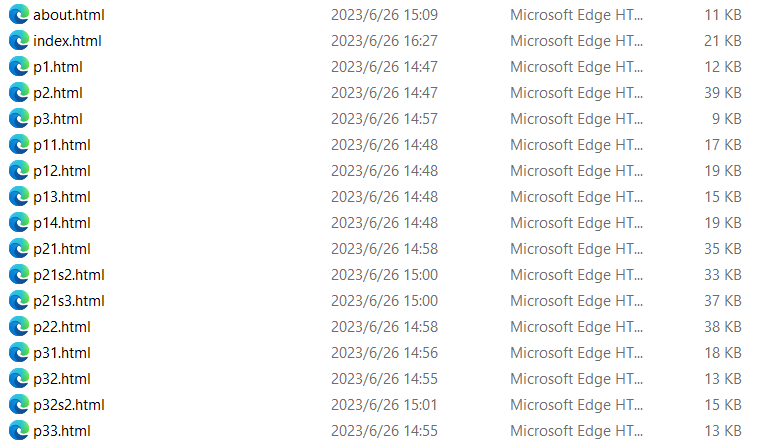 about.html 2023/6/26 15:09 Microsoft Edge HT... 11 KB
index.html 2023/6/26 16:27 Microsoft Edge HT... 21 KB
p1.html 2023/6/26 14:47 Microsoft Edge HT... 12 KB
p2.html 2023/6/26 14:47 Microsoft Edge HT... 39 KB
p3.html 2023/6/26 14:57 Microsoft Edge HT... 9 KB
p11.html 2023/6/26 14:48 Microsoft Edge HT... 17 KB
p12.html 2023/6/26 14:48 Microsoft Edge HT... 19 KB
p13.html 2023/6/26 14:48 Microsoft Edge HT... 15 KB
p14.html 2023/6/26 14:48 Microsoft Edge HT... 19 KB
p21.html 2023/6/26 14:58 Microsoft Edge HT... 35 KB
p21s2.html 2023/6/26 15:00 Microsoft Edge HT... 33 KB
p21s3.html 2023/6/26 15:00 Microsoft Edge HT... 37 KB
p22.html 2023/6/26 14:58 Microsoft Edge HT... 38 KB
p31.html 2023/6/26 14:56 Microsoft Edge HT... 18 KB
p32.html 2023/6/26 14:55 Microsoft Edge HT... 13 KB
p32s2.html 2023/6/26 15:01 Microsoft Edge HT... 15 KB
p33.html 2023/6/26 14:55 Microsoft Edge HT... 13 KB